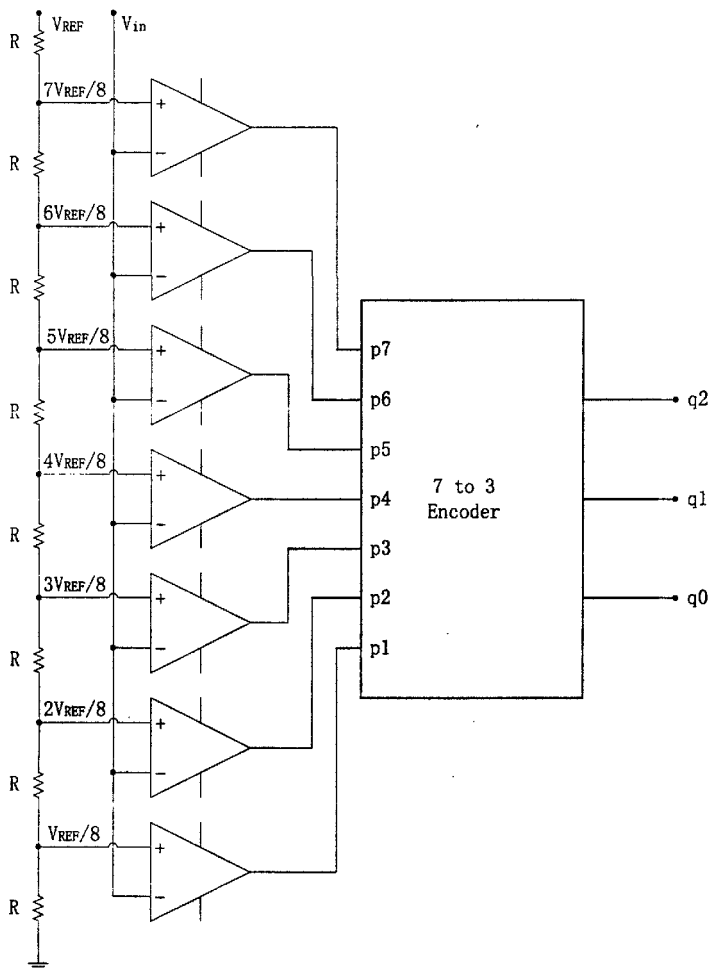 R VREF Vin
7VREF/8 + −
R
6VREF/8 + −
R
5VREF/8 + −
R
4VREF/8 + −
R
3VREF/8 + −
R
2VREF/8 + −
R
VREF/8 + −
R
p7
p6
p5
p4
p3
p2
p1
7 to 3
Encoder
q2
q1
q0